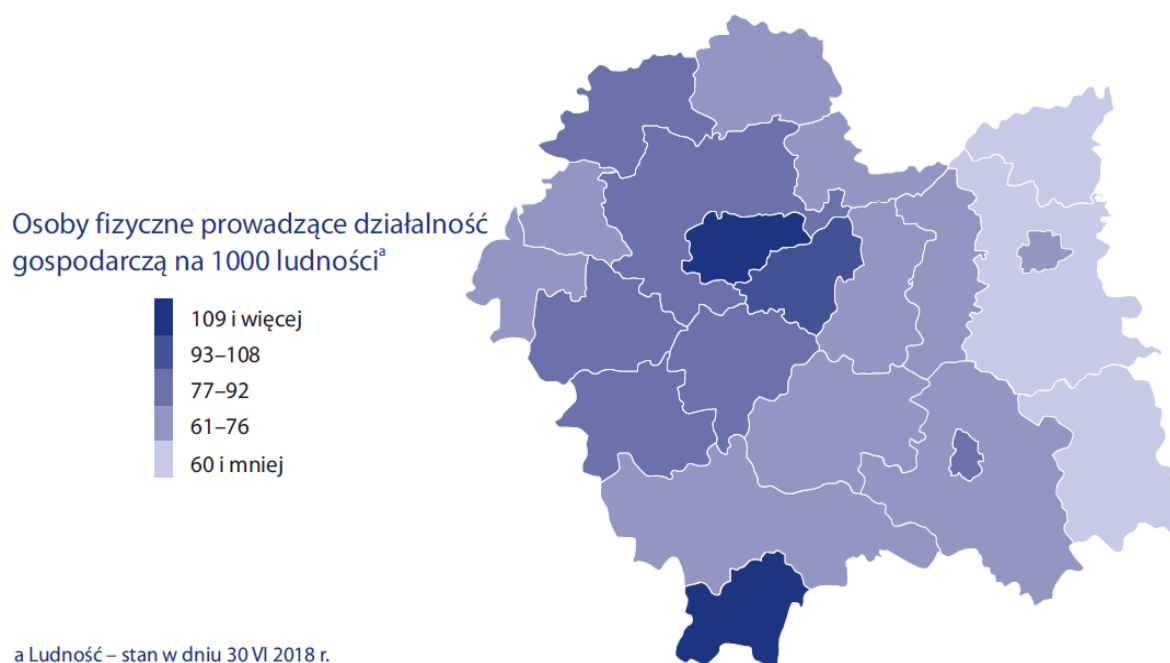 Osoby fizyczne prowadzące działalność
gospodarczą na 1000 ludnościᵃ
109 i więcej
93–108
77–92
61–76
60 i mniej
a Ludność – stan w dniu 30 VI 2018 r.